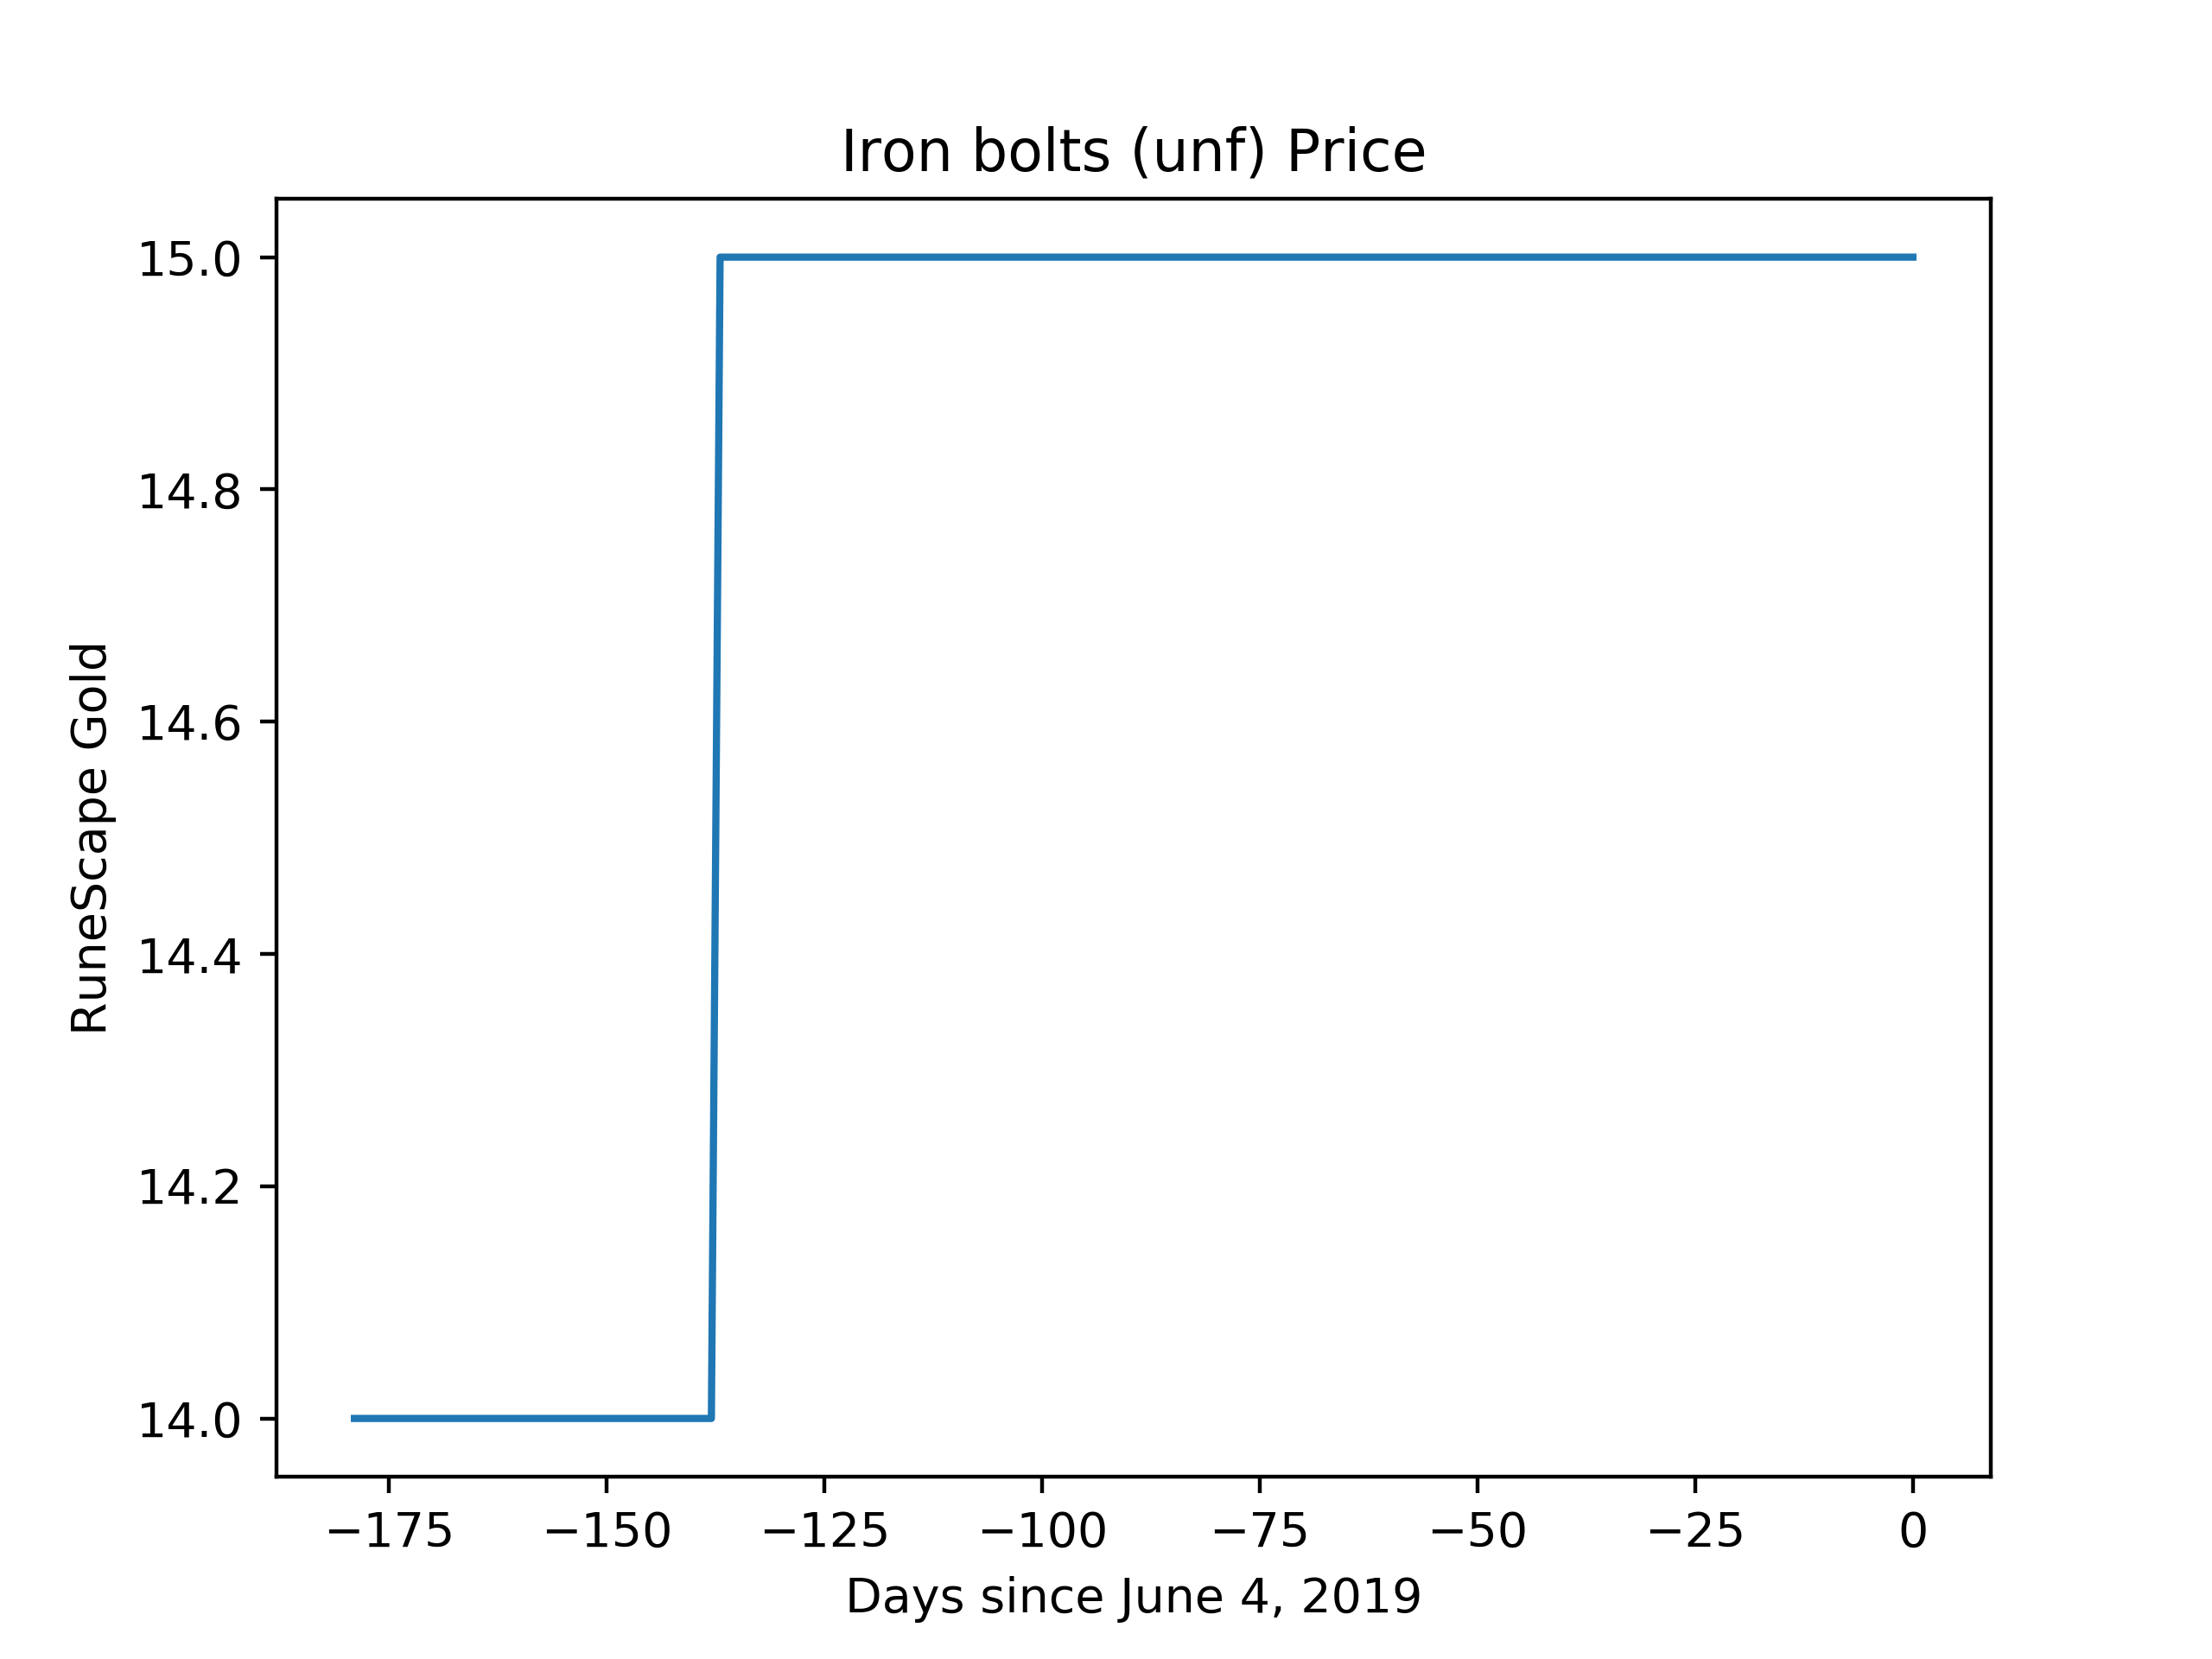 Iron bolts (unf) Price
15.0
14.8
14.6
14.4
14.2
14.0
RuneScape Gold
−175 −150 −125 −100 −75 −50 −25 0
Days since June 4, 2019